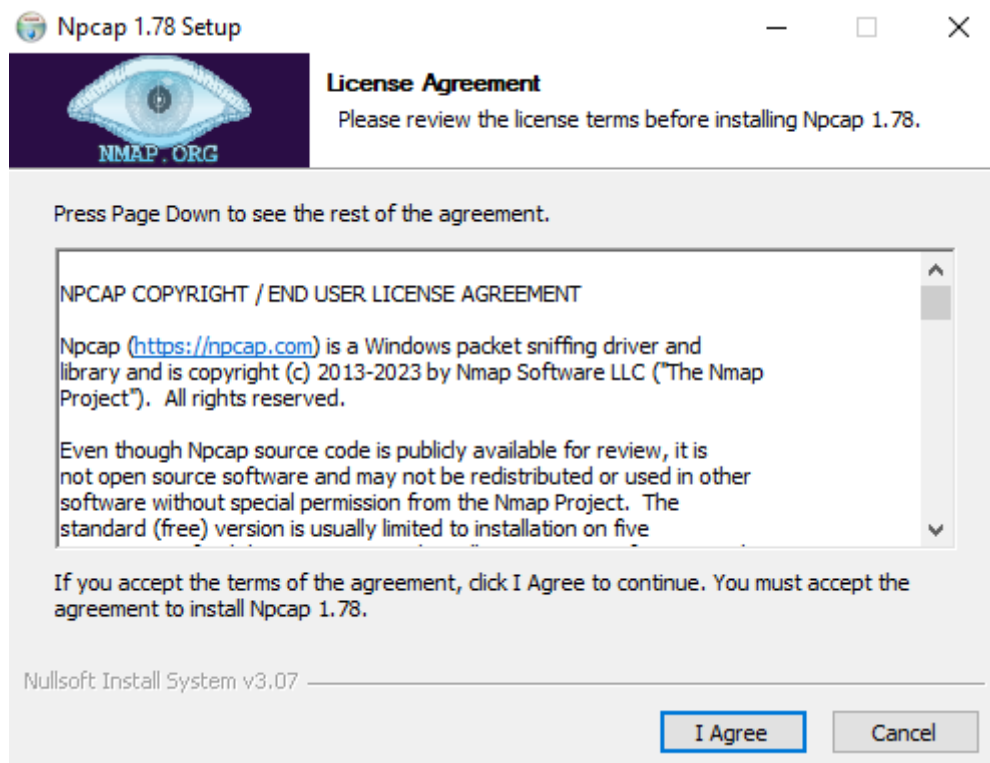 Npcap 1.78 Setup
NMAP.ORG
License Agreement
Please review the license terms before installing Npcap 1.78.
Press Page Down to see the rest of the agreement.
NPCAP COPYRIGHT / END USER LICENSE AGREEMENT
Npcap (https://npcap.com) is a Windows packet sniffing driver and
library and is copyright (c) 2013-2023 by Nmap Software LLC ("The Nmap
Project").  All rights reserved.
Even though Npcap source code is publicly available for review, it is
not open source software and may not be redistributed or used in other
software without special permission from the Nmap Project.  The
standard (free) version is usually limited to installation on five
If you accept the terms of the agreement, click I Agree to continue. You must accept the
agreement to install Npcap 1.78.
Nullsoft Install System v3.07
I Agree
Cancel